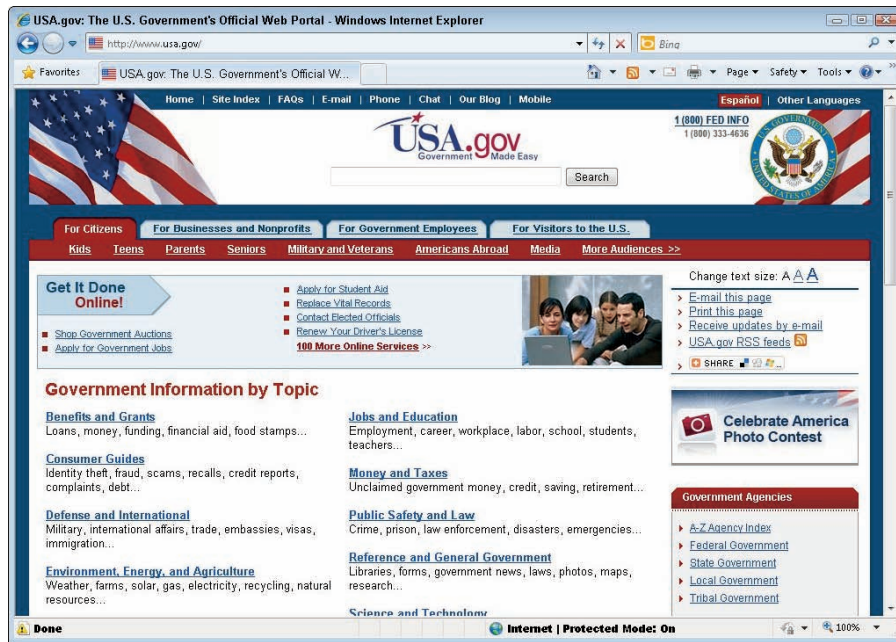 USA.gov: The U.S. Government's Official Web Portal - Windows Internet Explorer
http://www.usa.gov/
Bing
Favorites
USA.gov: The U.S. Government's Official W...
Page
Safety
Tools
Home | Site Index | FAQs | E-mail | Phone | Chat | Our Blog | Mobile
Español | Other Languages
USA.gov
Government Made Easy
1 (800) FED INFO
1 (800) 333-4636
Search
For Citizens
For Businesses and Nonprofits
For Government Employees
For Visitors to the U.S.
Kids Teens Parents Seniors Military and Veterans Americans Abroad Media More Audiences >>
Get It Done
Online!
Shop Government Auctions
Apply for Government Jobs
Apply for Student Aid
Replace Vital Records
Contact Elected Officials
Renew Your Driver's License
100 More Online Services >>
Change text size: A A A
E-mail this page
Print this page
Receive updates by e-mail
USA.gov RSS feeds
SHARE
Celebrate America
Photo Contest
Government Information by Topic
Benefits and Grants
Loans, money, funding, financial aid, food stamps...
Consumer Guides
Identity theft, fraud, scams, recalls, credit reports,
complaints, debt...
Defense and International
Military, international affairs, trade, embassies, visas,
immigration...
Environment, Energy, and Agriculture
Weather, farms, solar, gas, electricity, recycling, natural
resources...
Jobs and Education
Employment, career, workplace, labor, school, students,
teachers...
Money and Taxes
Unclaimed government money, credit, saving, retirement...
Public Safety and Law
Crime, prison, law enforcement, disasters, emergencies...
Reference and General Government
Libraries, forms, government news, laws, photos, maps,
research...
Science and Technology
Government Agencies
A-Z Agency Index
Federal Government
State Government
Local Government
Tribal Government
Done
Internet | Protected Mode: On
100%